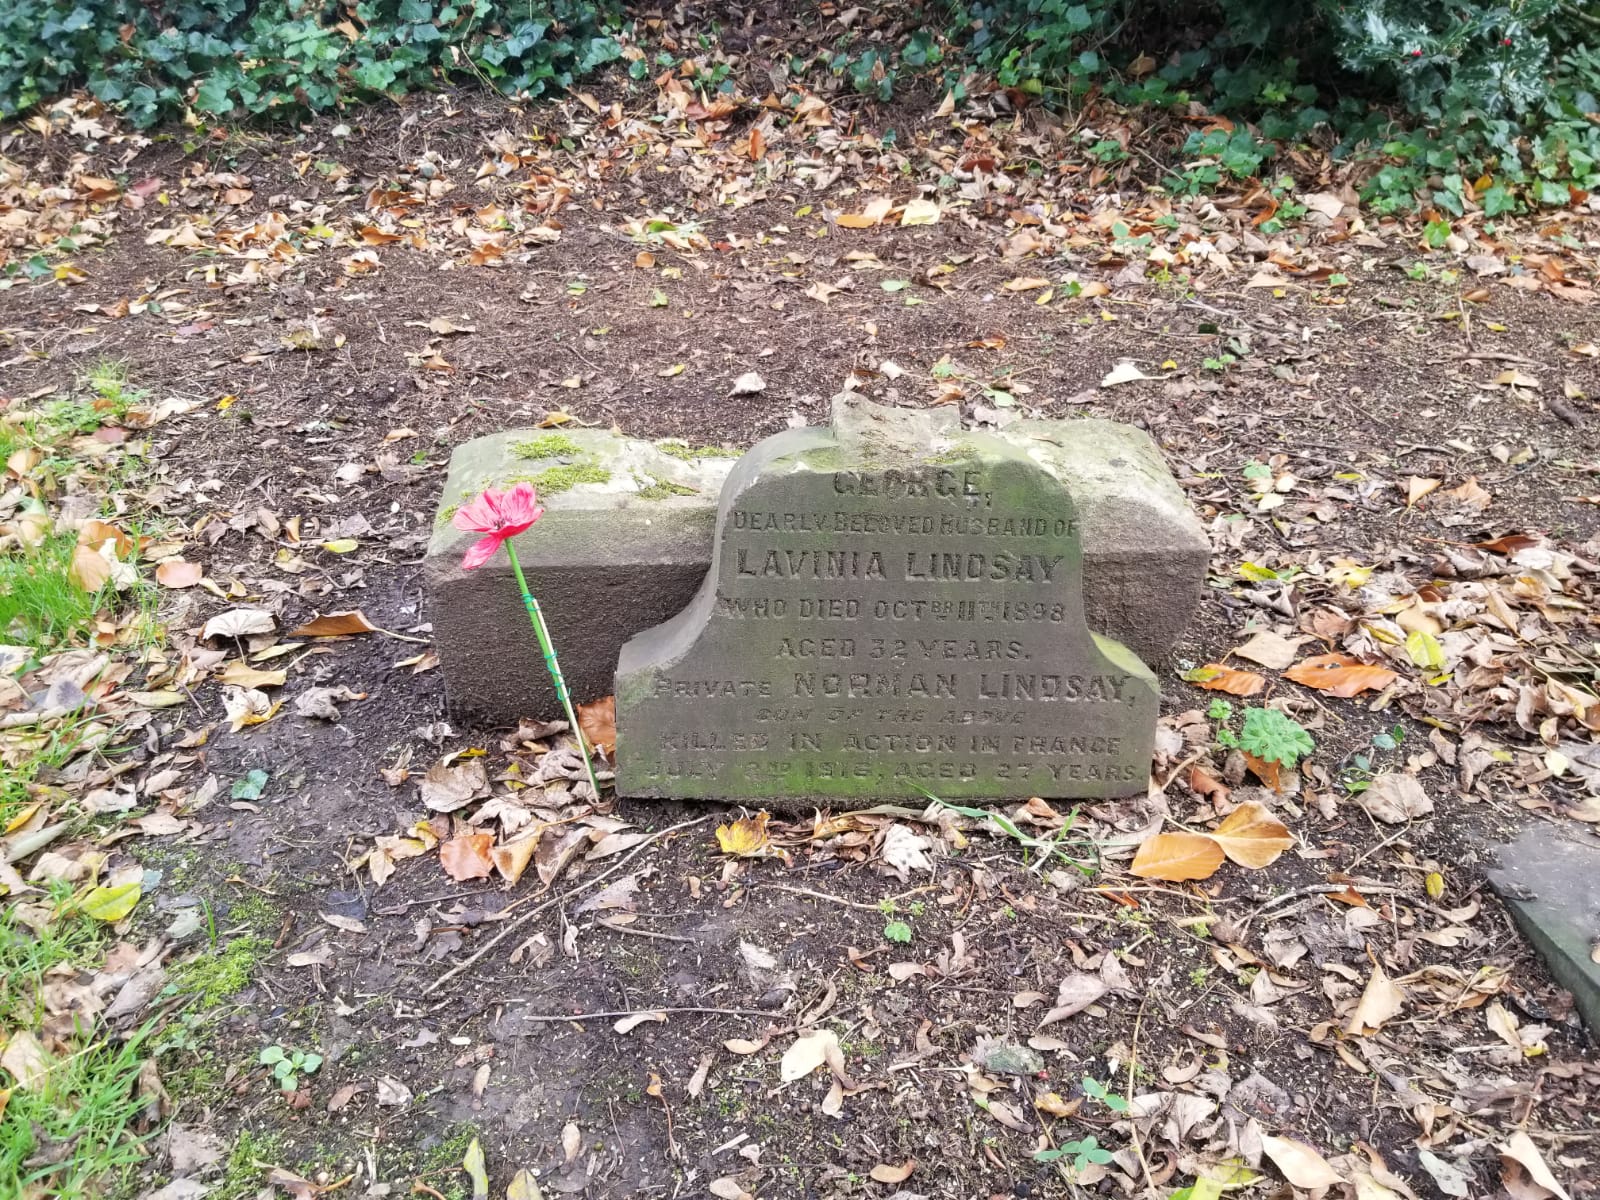 GEORGE,
DEARLY BELOVED HUSBAND OF
LAVINIA LINDSAY
WHO DIED OCTBR 11TH 1898
AGED 32 YEARS.
PRIVATE NORMAN LINDSAY,
SON OF THE ABOVE
KILLED IN ACTION IN FRANCE
JULY 1916, AGED 27 YEARS.